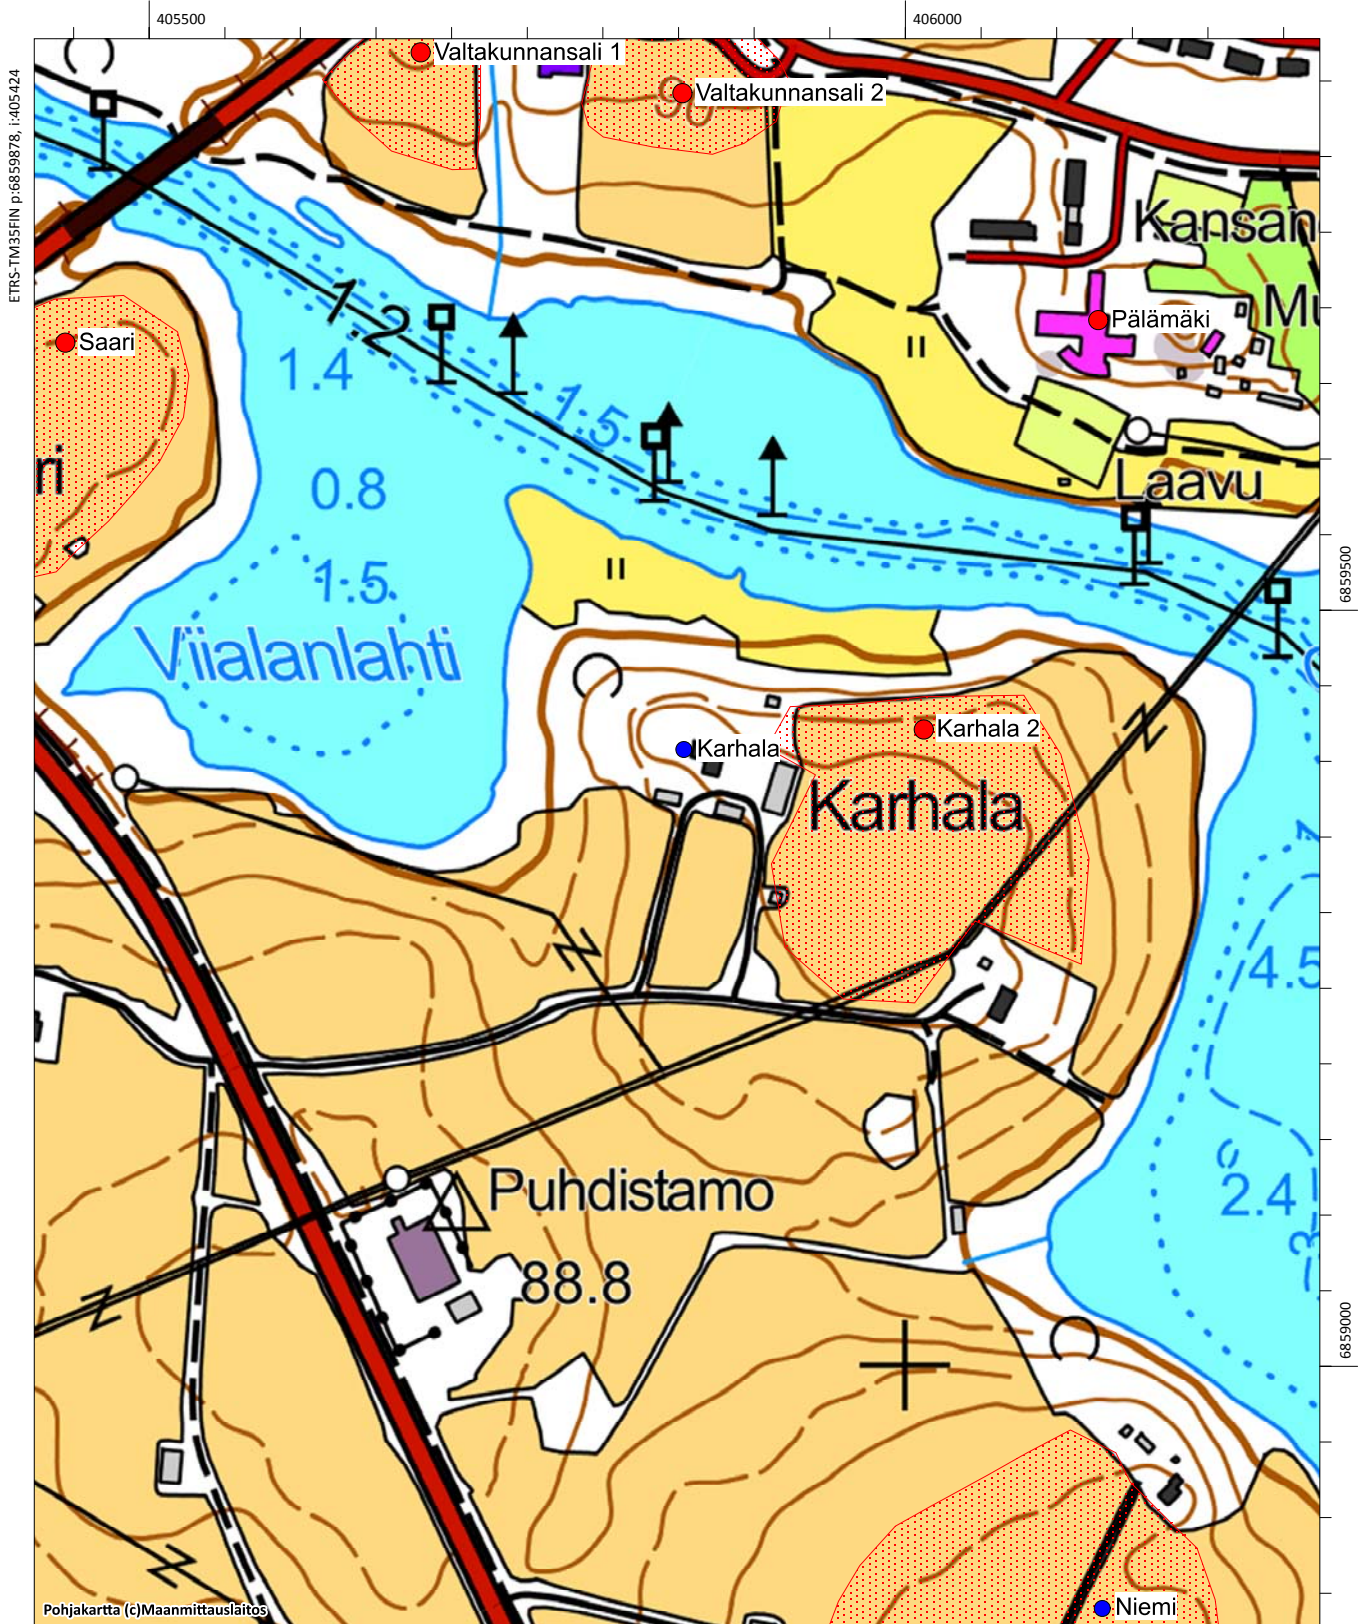 405500
406000
ETRS-TM35FIN p:6859878, i:405424
Valtakunnansali 1
Valtakunnansali 2
90
Kansan
Mu
Pälämäki
Saari
1.2
1.4
1.5
ri
0.8
Laavu
1.5
6859500
Viialanlahti
Karhala
Karhala 2
Karhala
4.5
Puhdistamo
2.4
88.8
3
6859000
Niemi
Pohjakartta (c)Maanmittauslaitos